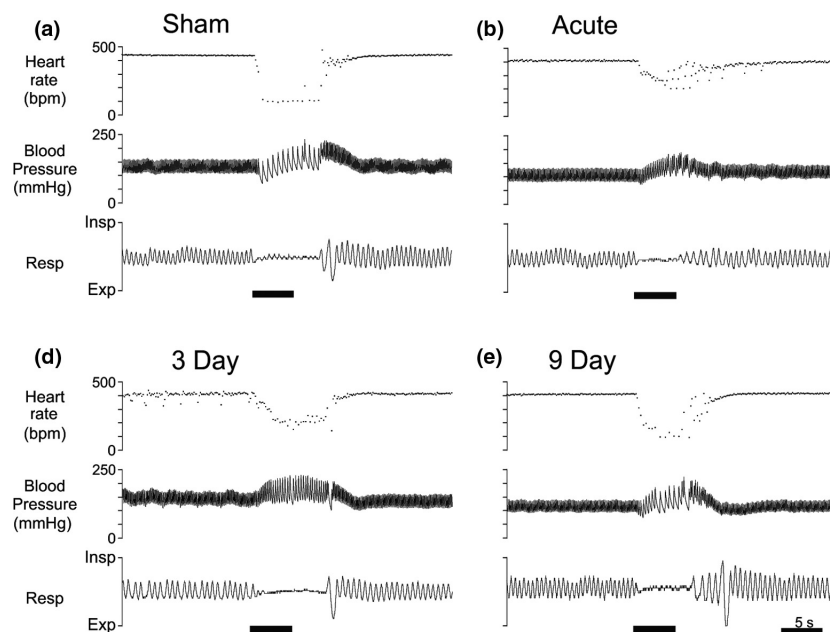 (a) Sham
(b) Acute
Heart
rate
(bpm)
500
0
Blood
Pressure
(mmHg)
250
0
Resp
Insp
Exp
(d) 3 Day
(e) 9 Day
Heart
rate
(bpm)
500
0
Blood
Pressure
(mmHg)
250
0
Resp
Insp
Exp
5 s